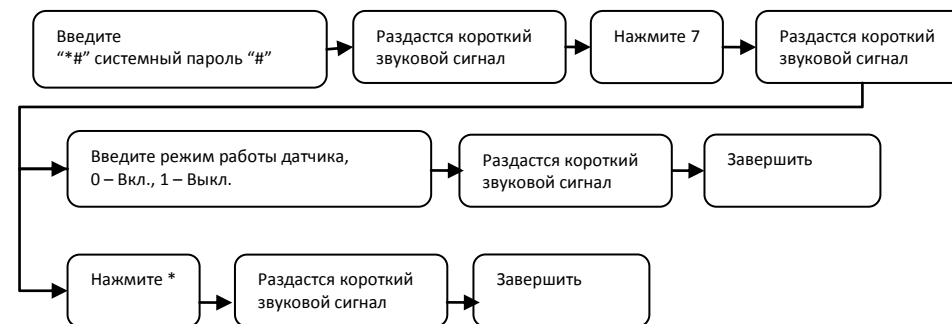 Введите
“*#” системный пароль “#”
Раздастся короткий
звуковой сигнал
Нажмите 7
Раздастся короткий
звуковой сигнал
Введите режим работы датчика,
0 – Вкл., 1 – Выкл.
Раздастся короткий
звуковой сигнал
Завершить
Нажмите *
Раздастся короткий
звуковой сигнал
Завершить